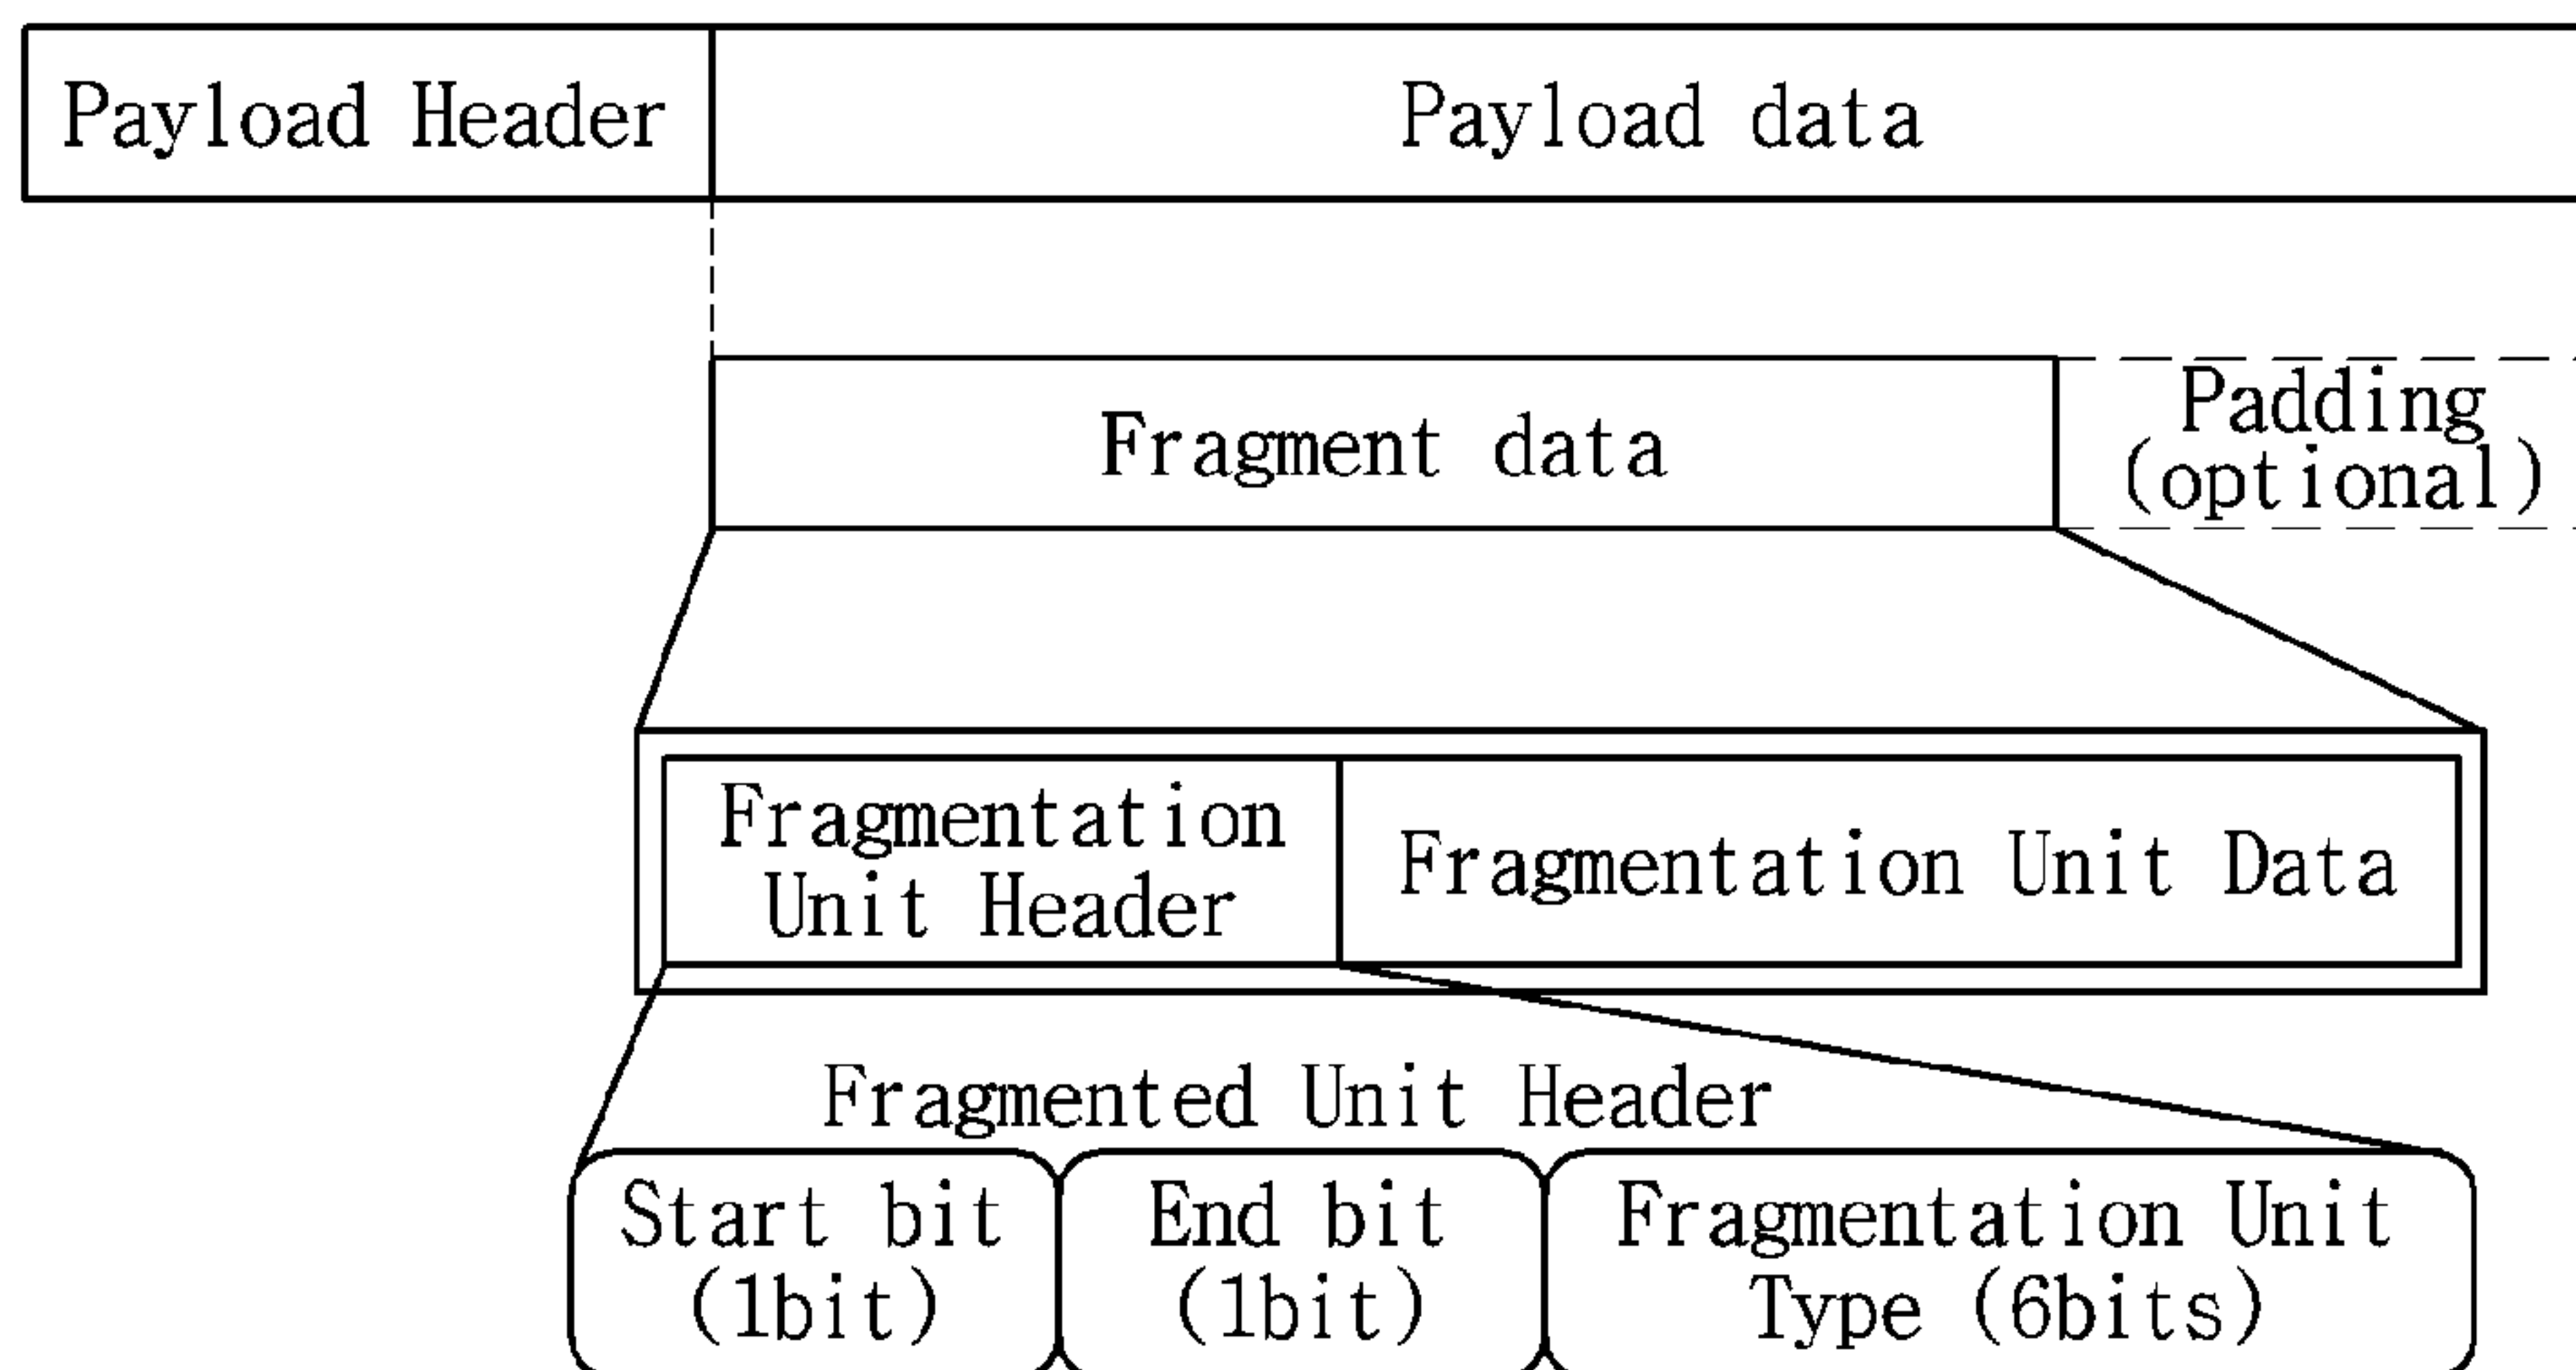 Payload Header
Payload data
Fragment data
Padding
(optional)
Fragmentation
Unit Header
Fragmentation Unit Data
Fragmented Unit Header
Start bit
(1bit)
End bit
(1bit)
Fragmentation Unit
Type (6bits)